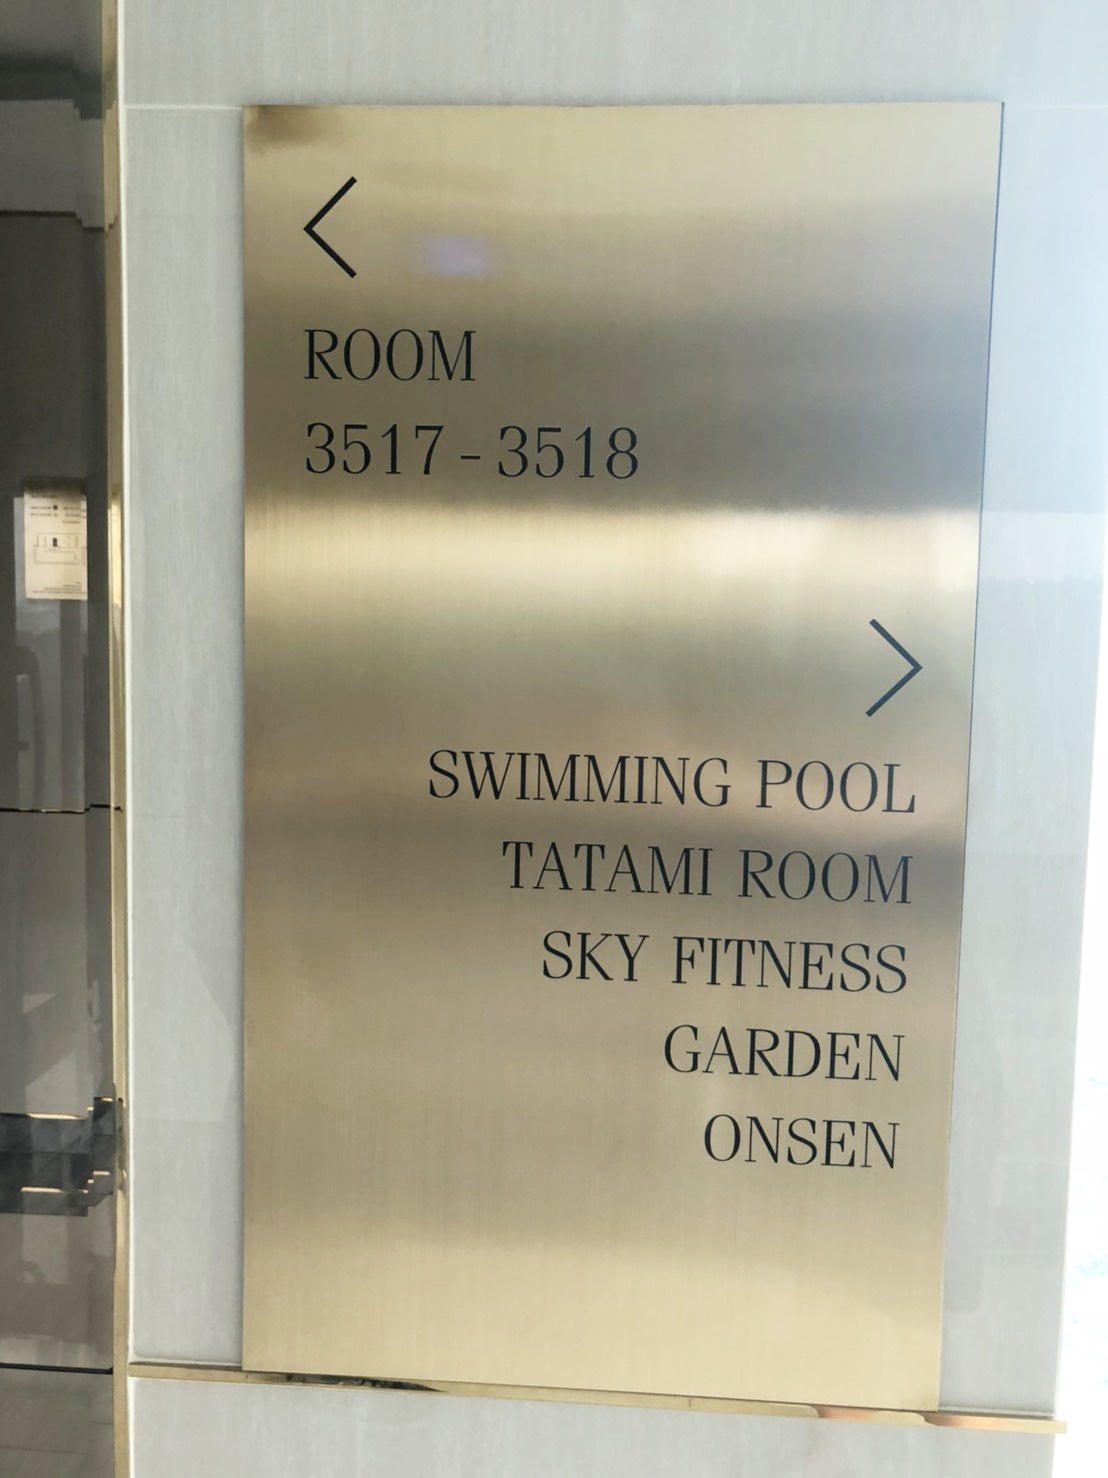 ROOM
3517 - 3518
SWIMMING POOL
TATAMI ROOM
SKY FITNESS
GARDEN
ONSEN